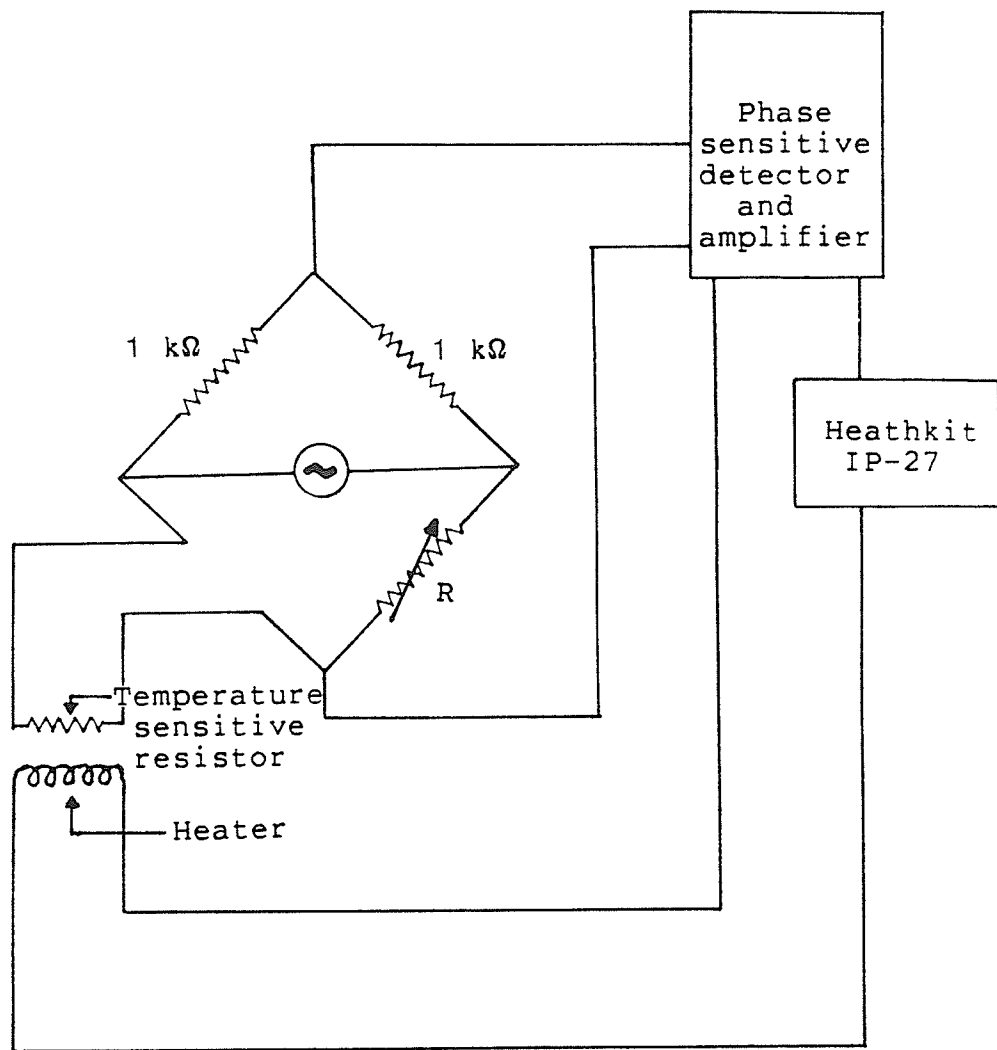 Phase
sensitive
detector
and
amplifier
1 kΩ
1 kΩ
Heathkit
IP-27
R
Temperature
sensitive
resistor
Heater